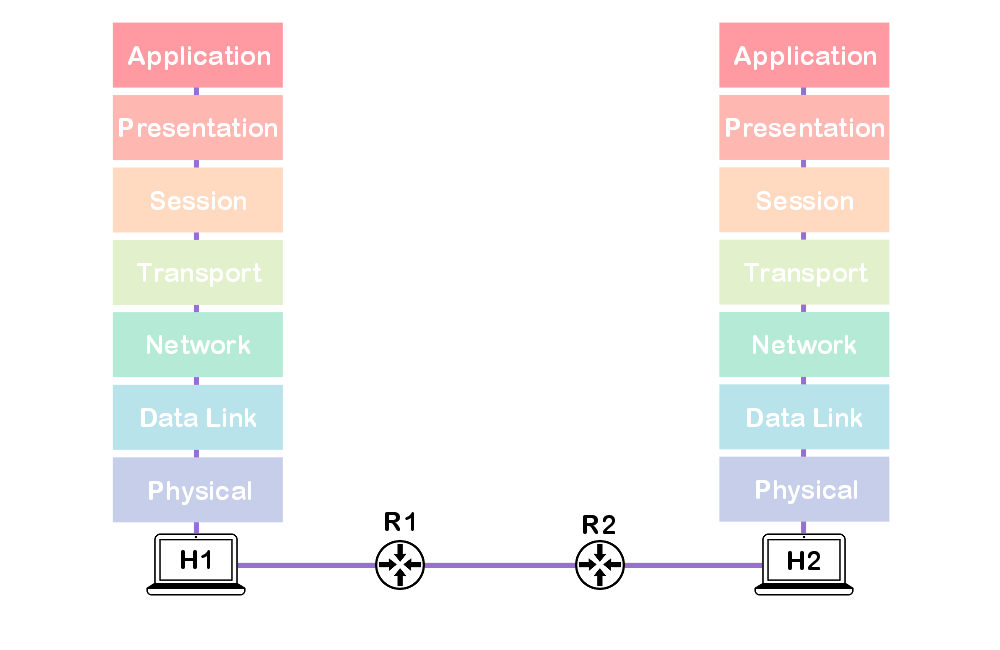 Application
Presentation
Session
Transport
Network
Data Link
Physical
H1
R1
R2
Application
Presentation
Session
Transport
Network
Data Link
Physical
H2